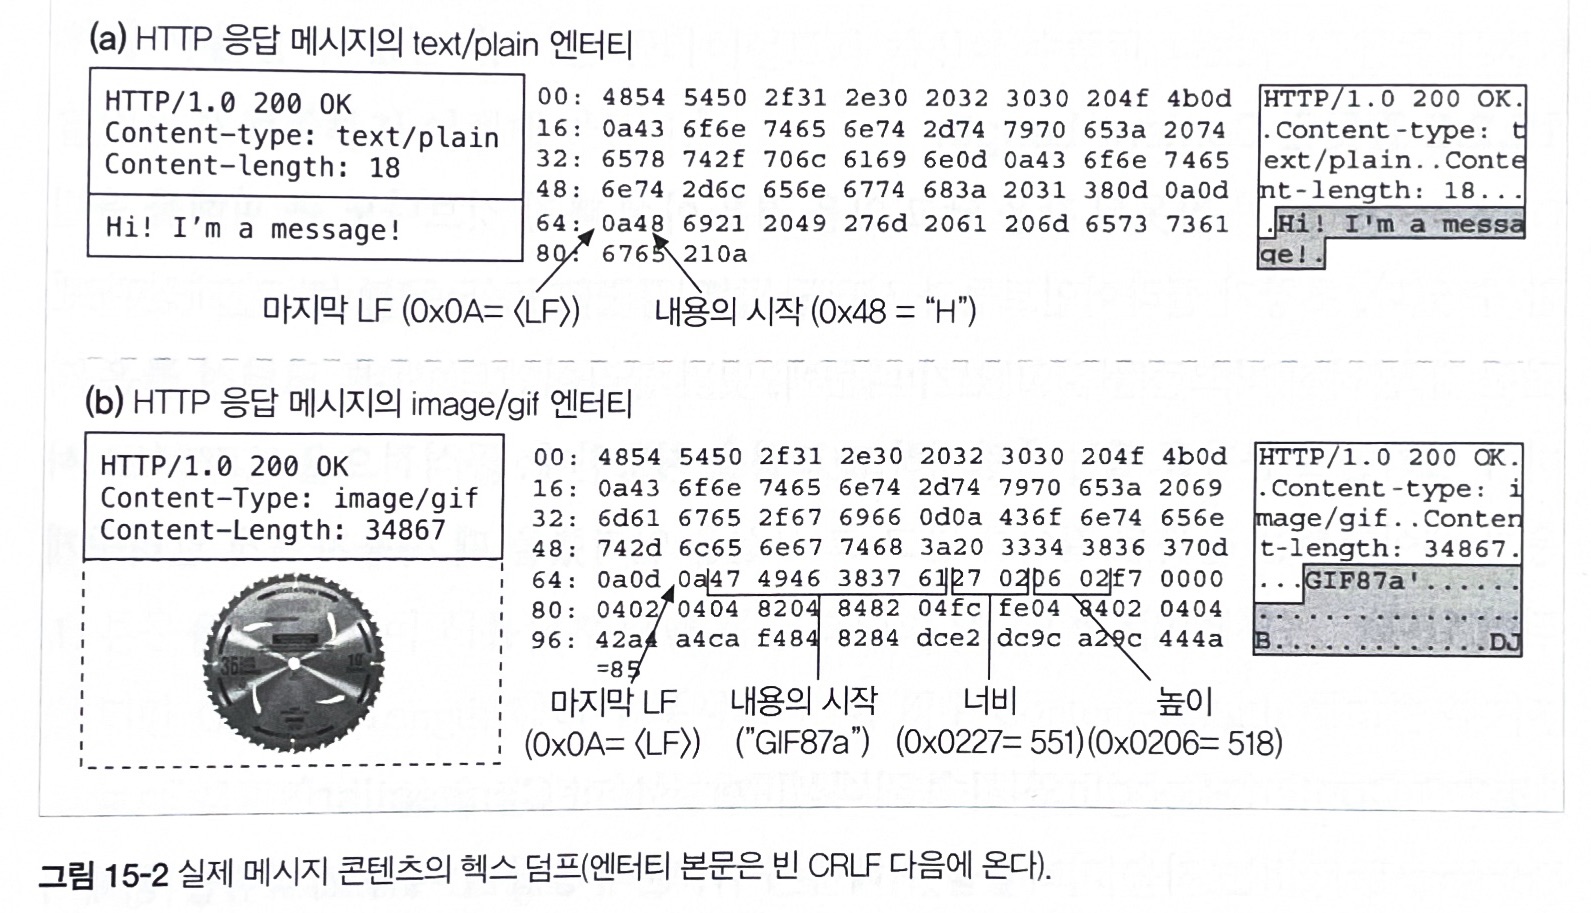 (a) HTTP 응답 메시지의 text/plain 엔터티
HTTP/1.0 200 OK
Content-type: text/plain
Content-length: 18
Hi! I'm a message!
00: 4854 5450 2f31 2e30 2032 3030 204f 4b0d
16: 0a43 6f6e 7465 6e74 2d74 7970 653a 2074
32: 6578 742f 706c 6169 6e0d 0a43 6f6e 7465
48: 6e74 2d6c 656e 6774 683a 2031 380d 0a0d
64: 0a48 6921 2049 276d 2061 206d 6573 7361
80: 6765 210a
HTTP/1.0 200 OK.
.Content-type: t
ext/plain..Conte
nt-length: 18...
.Hi! I'm a messa
ge!.
마지막 LF (0x0A= 〈LF〉)
내용의 시작 (0x48 = “H”)
(b) HTTP 응답 메시지의 image/gif 엔터티
HTTP/1.0 200 OK
Content-Type: image/gif
Content-Length: 34867
36
10
00: 4854 5450 2f31 2e30 2032 3030 204f 4b0d
16: 0a43 6f6e 7465 6e74 2d74 7970 653a 2069
32: 6d61 6765 2f67 6966 0d0a 436f 6e74 656e
48: 742d 6c65 6e67 7468 3a20 3334 3836 370d
64: 0a0d 0a47 4946 3837 6127 0206 02f7 0000
80: 0402 0404 8204 8482 04fc fe04 8402 0404
96: 42a4 a4ca f484 8284 dce2 dc9c a29c 444a
=85
HTTP/1.0 200 OK.
.Content-type: i
mage/gif..Conten
t-length: 34867.
...GIF87a'......
................
B.............DJ
마지막 LF
(0x0A= 〈LF〉)
내용의 시작
(”GIF87a”)
너비
(0x0227= 551)
높이
(0x0206= 518)
그림 15-2 실제 메시지 콘텐츠의 헥스 덤프(엔터티 본문은 빈 CRLF 다음에 온다).